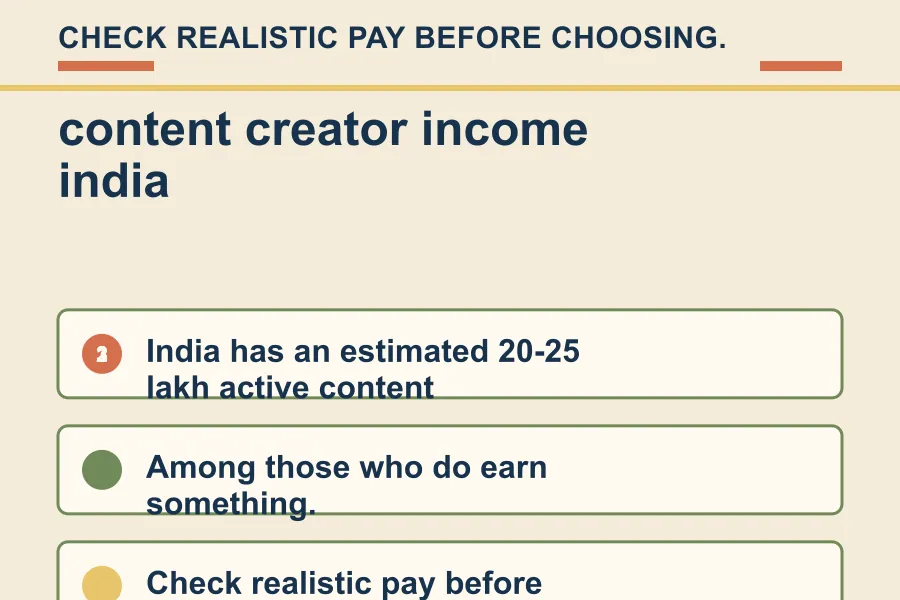 CHECK REALISTIC PAY BEFORE CHOOSING.
content creator income
india
India has an estimated 20-25
lakh active content
Among those who do earn
something.
Check realistic pay before